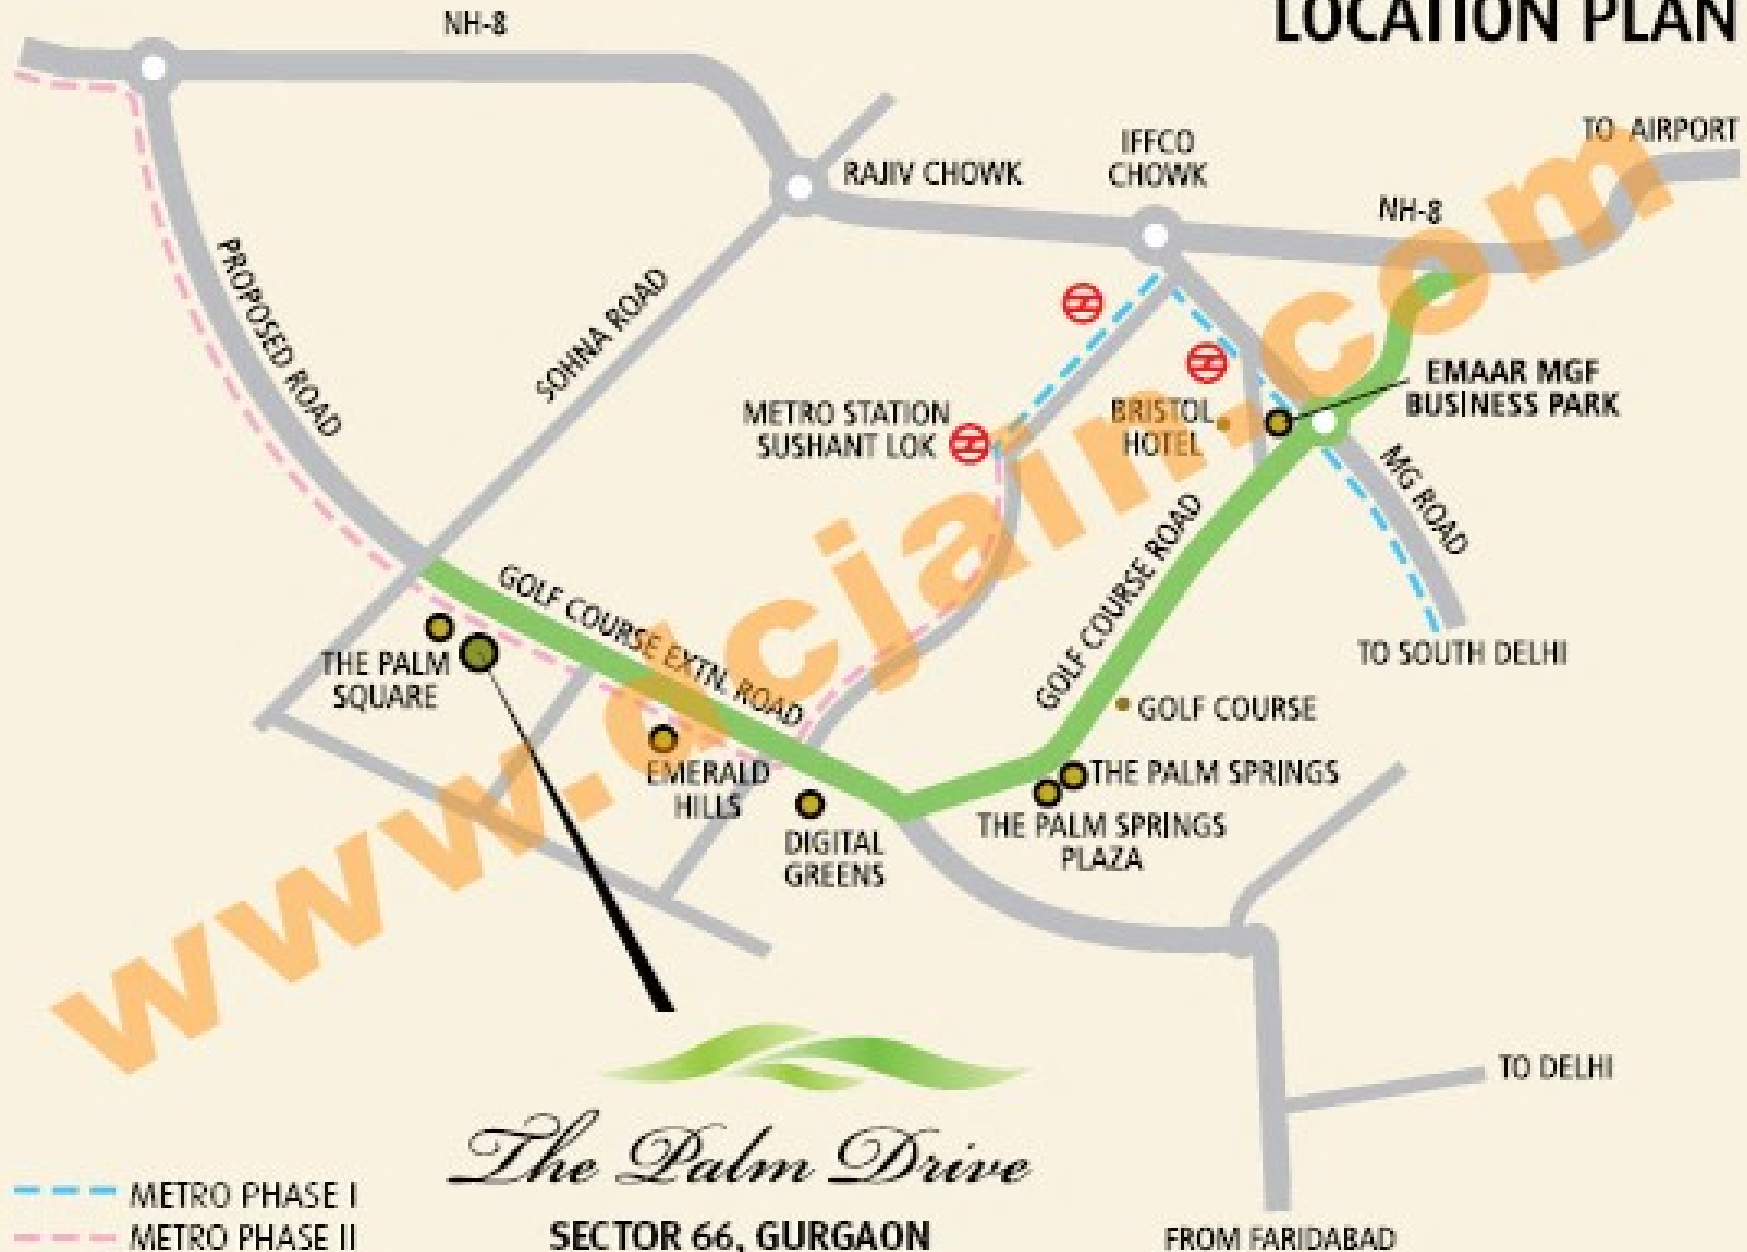 LOCATION PLAN
NH-8
TO AIRPORT
IFFCO
CHOWK
RAJIV CHOWK
NH-8
PROPOSED ROAD
SOHNA ROAD
EMAAR MGF
BUSINESS PARK
METRO STATION
SUSHANT LOK
BRISTOL
HOTEL
MG ROAD
GOLF COURSE ROAD
GOLF COURSE EXTN. ROAD
TO SOUTH DELHI
THE PALM
SQUARE
GOLF COURSE
EMERALD
HILLS
THE PALM SPRINGS
THE PALM SPRINGS
PLAZA
DIGITAL
GREENS
TO DELHI
The Palm Drive
SECTOR 66, GURGAON
METRO PHASE I
METRO PHASE II
FROM FARIDABAD